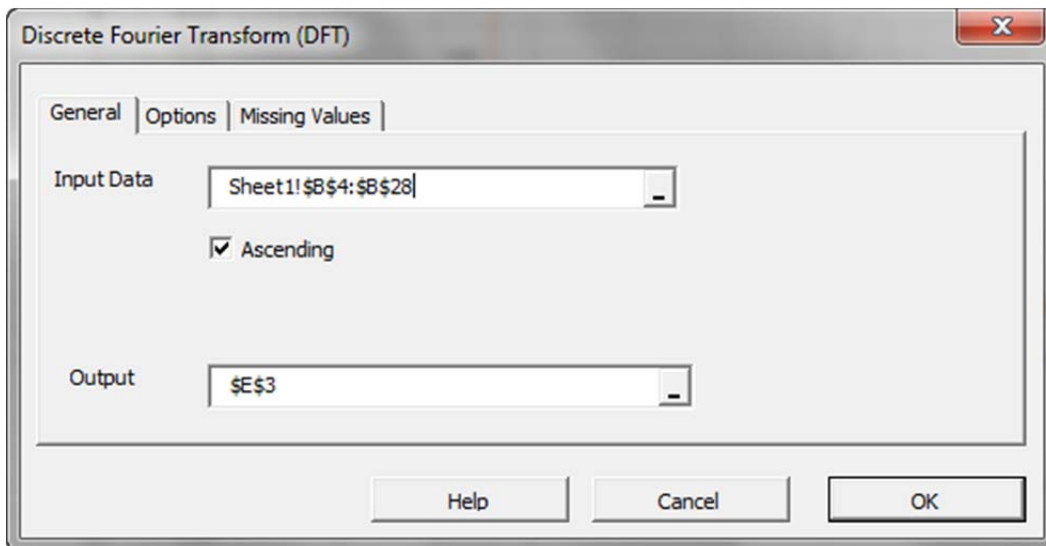 Discrete Fourier Transform (DFT)
General Options Missing Values
Input Data Sheet1!$B$4:$B$28
Ascending
Output $E$3
Help Cancel OK